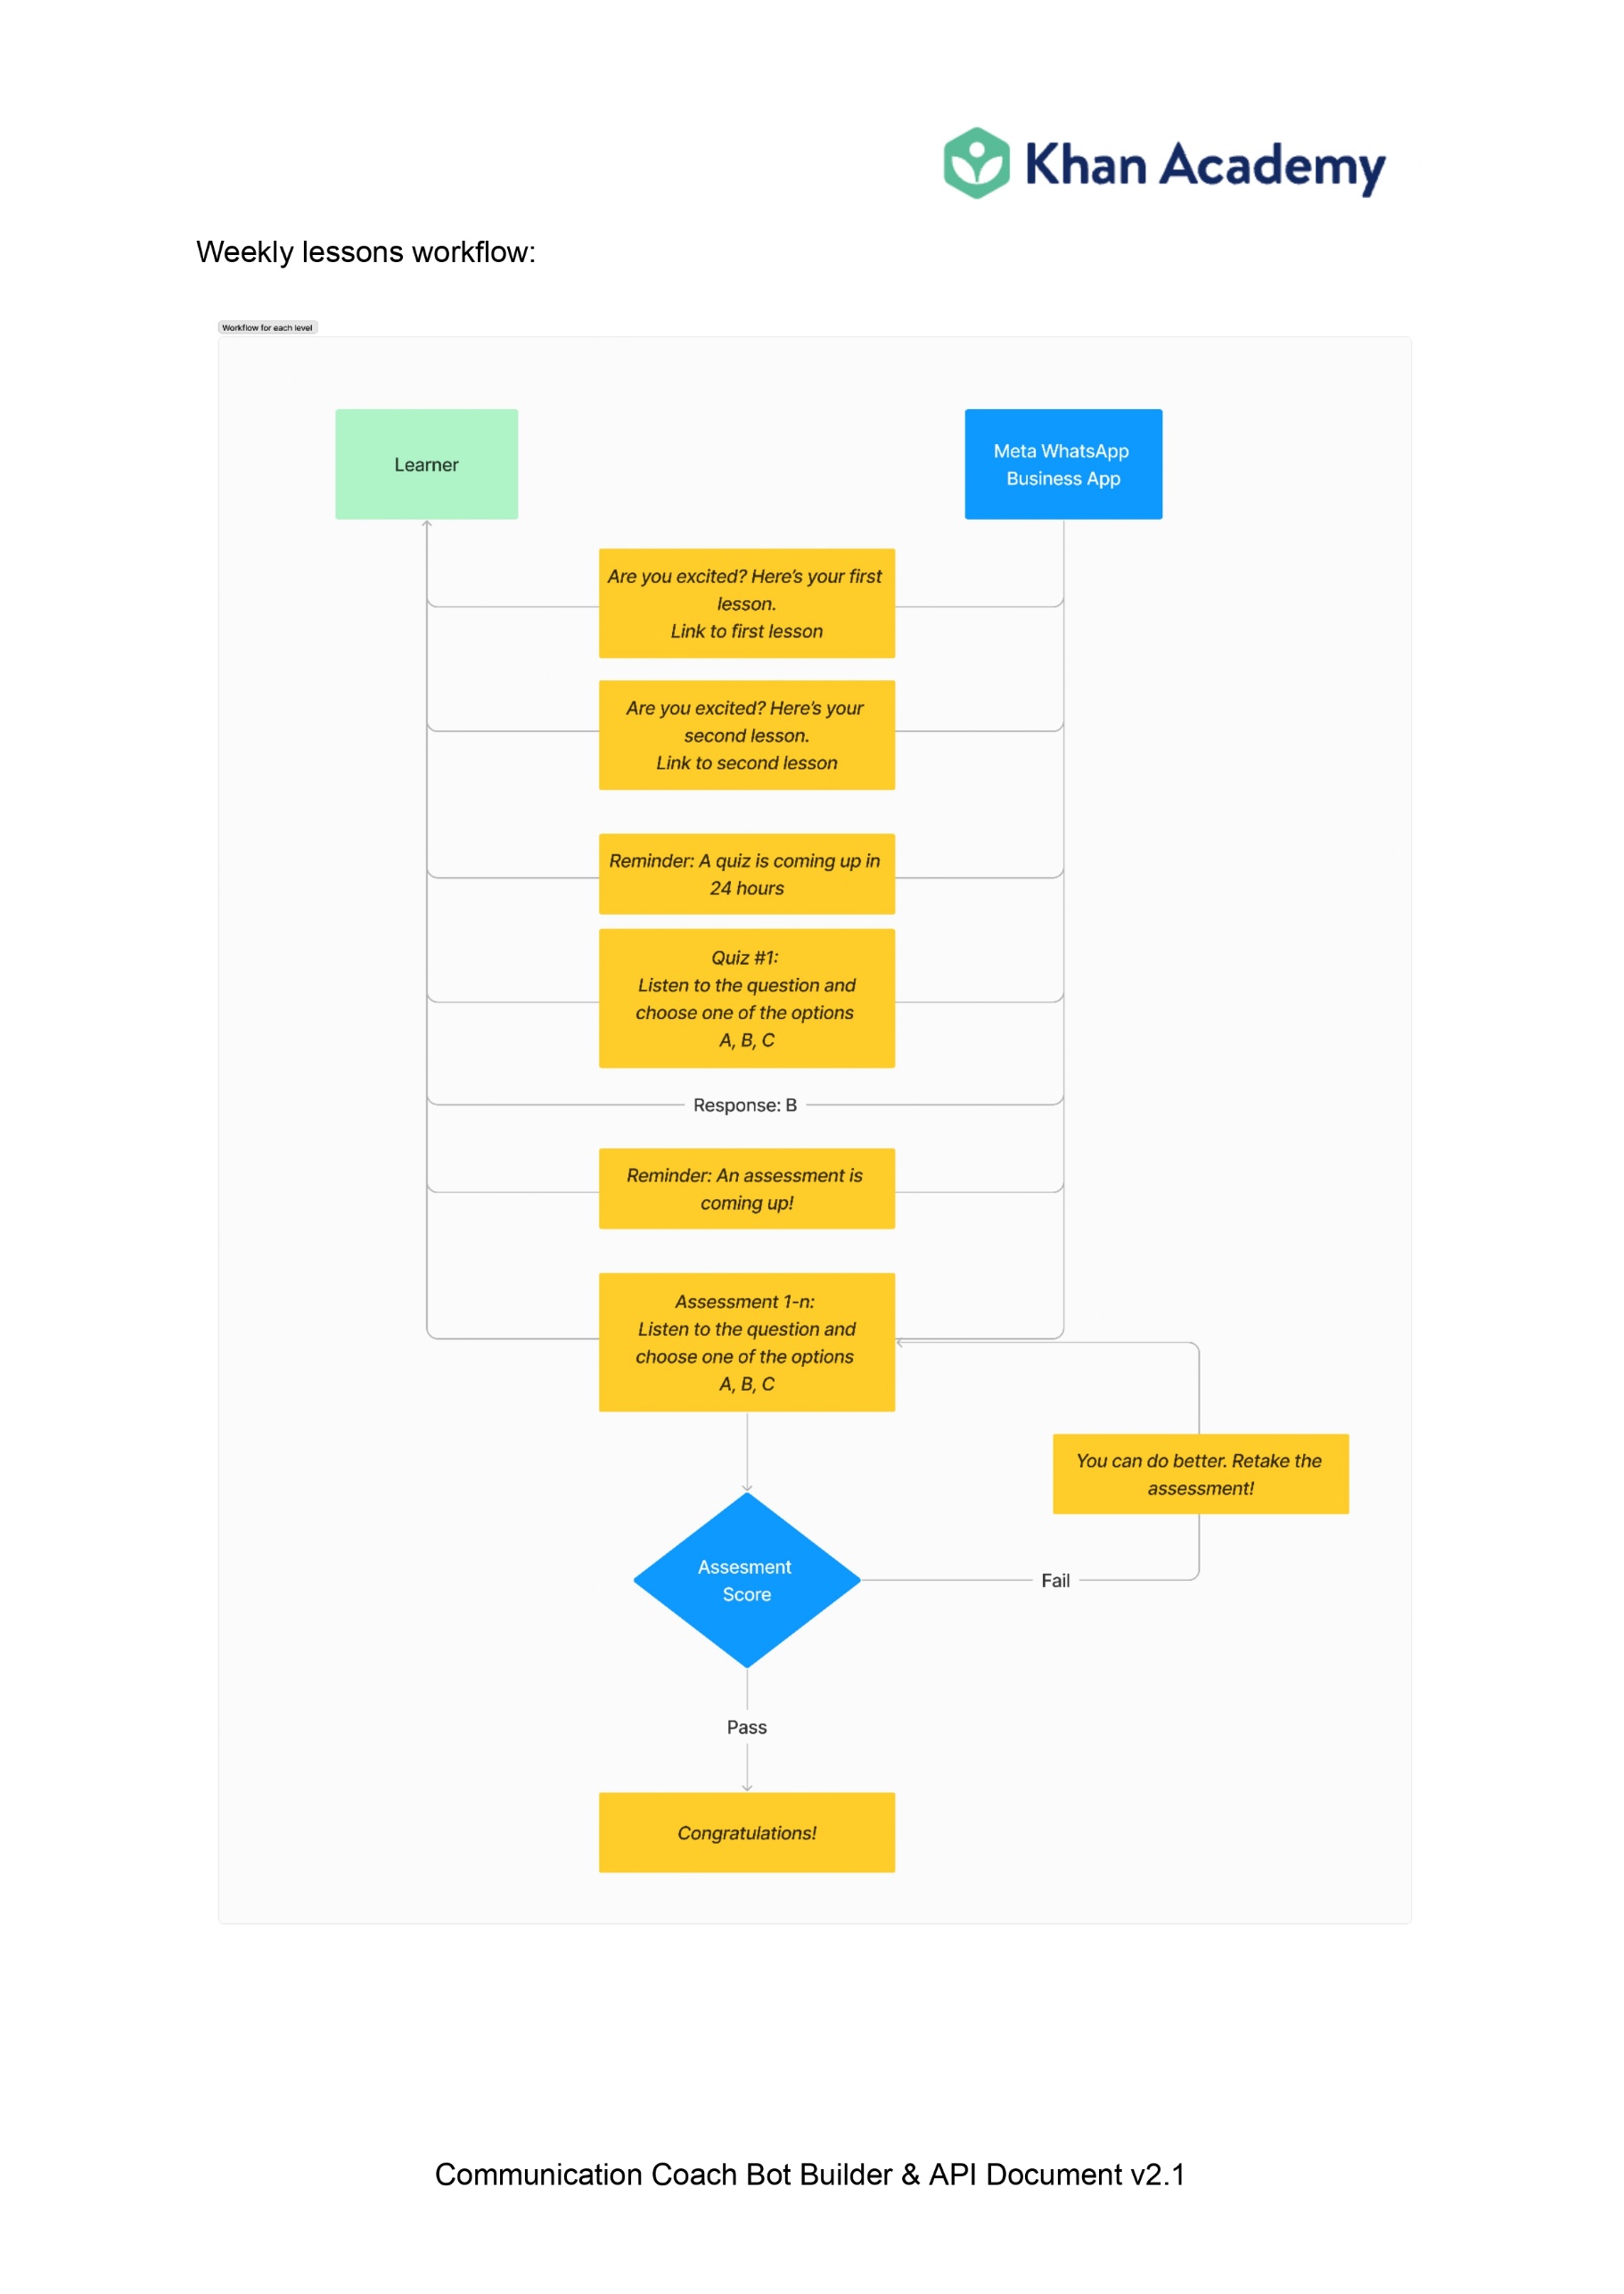 Khan Academy
Weekly lessons workflow:
Workflow for each level
Learner
Meta WhatsApp
Business App
Are you excited? Here's your first
lesson.
Link to first lesson
Are you excited? Here's your
second lesson.
Link to second lesson
Reminder: A quiz is coming up in
24 hours
Quiz #1:
Listen to the question and
choose one of the options
A, B, C
Response: B
Reminder: An assessment is
coming up!
Assessment 1-n:
Listen to the question and
choose one of the options
A, B, C
You can do better. Retake the
assessment!
Assesment
Score
Fail
Pass
Congratulations!
Communication Coach Bot Builder & API Document v2.1